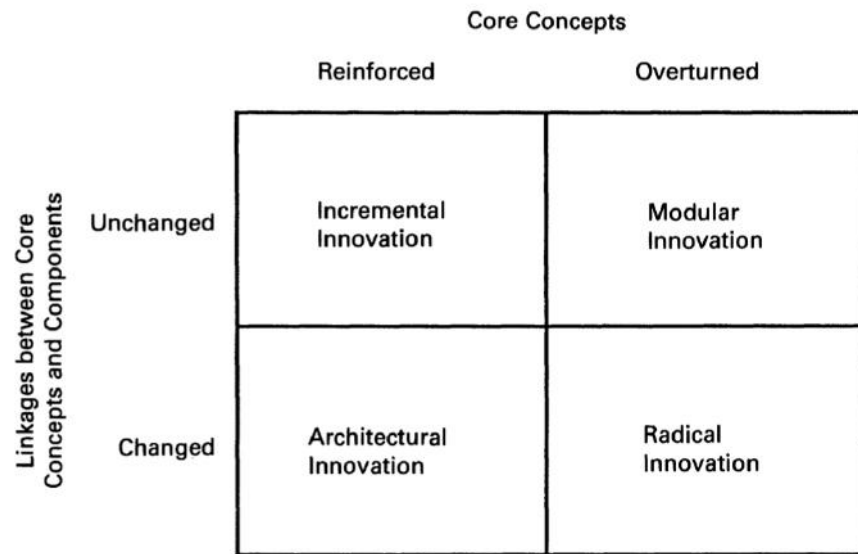 Core Concepts
Reinforced
Overturned
Linkages between Core
Concepts and Components
Unchanged
Incremental
Innovation
Modular
Innovation
Changed
Architectural
Innovation
Radical
Innovation